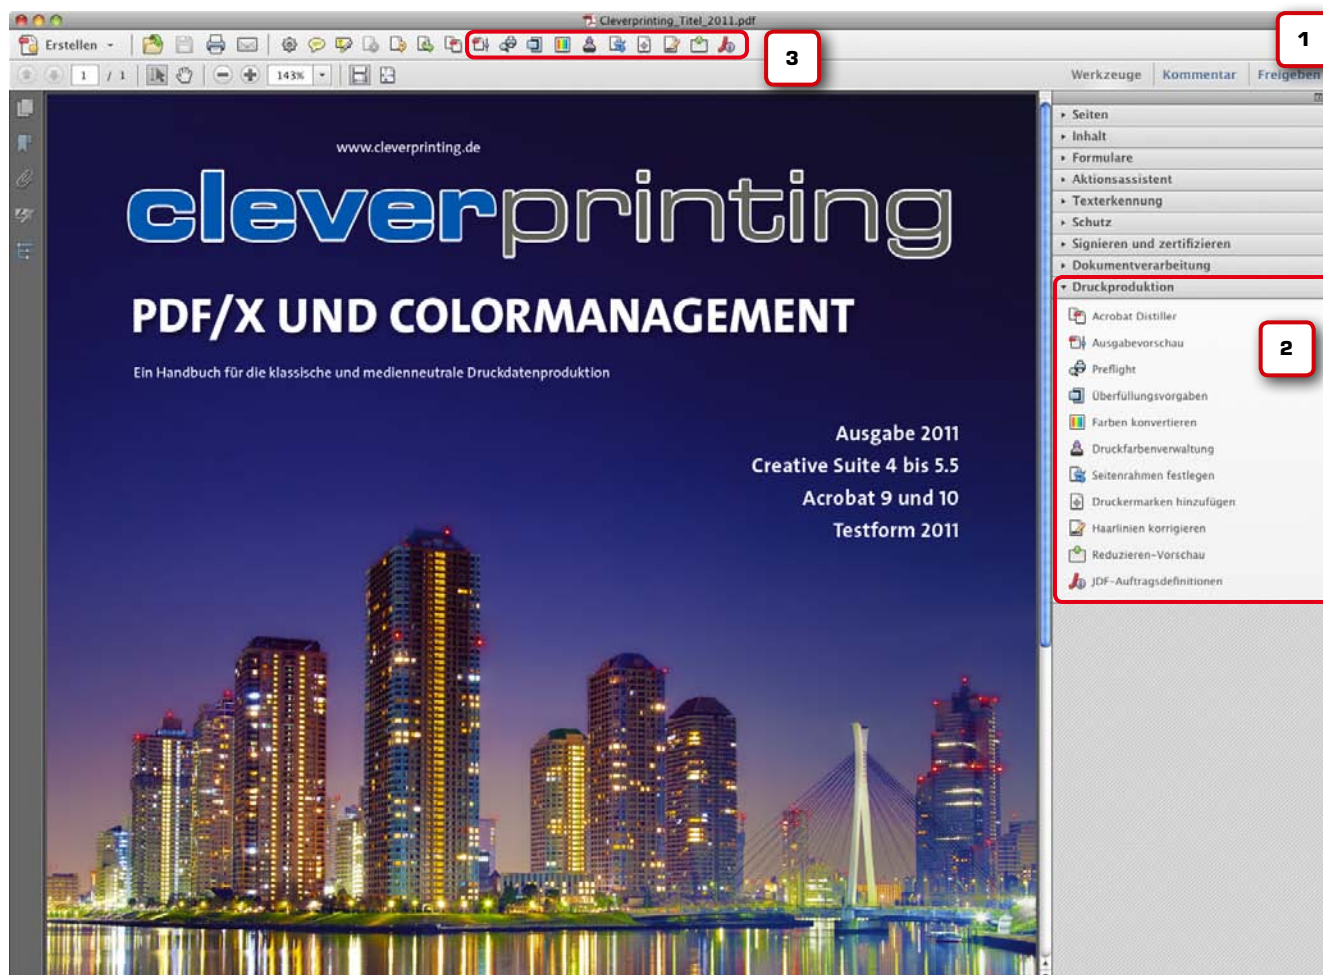 Cleverprinting_Titel_2011.pdf
1
Erstellen
3
1 / 1
143%
Werkzeuge Kommentar Freigeben
Seiten
Inhalt
Formulare
Aktionsassistent
Texterkennung
Schutz
Signieren und zertifizieren
Dokumentverarbeitung
Druckproduktion
Acrobat Distiller
Ausgabevorschau
2
Preflight
Überfüllungsvorgaben
Farben konvertieren
Druckfarbenverwaltung
Seitenrahmen festlegen
Druckermarken hinzufügen
Haarlinien korrigieren
Reduzieren-Vorschau
JDF-Auftragsdefinitionen
www.cleverprinting.de
cleverprinting
PDF/X UND COLORMANAGEMENT
Ein Handbuch für die klassische und medienneutrale Druckdatenproduktion
Ausgabe 2011
Creative Suite 4 bis 5.5
Acrobat 9 und 10
Testform 2011